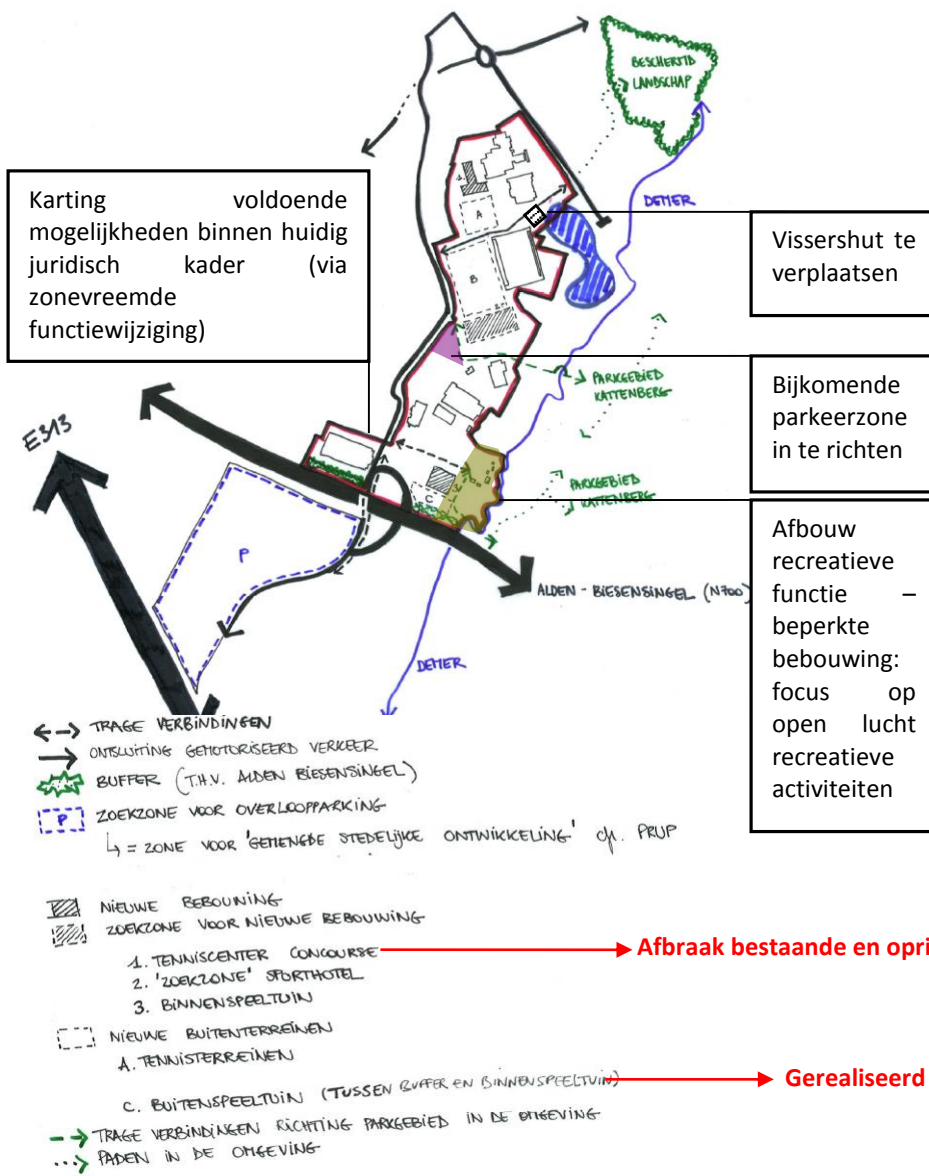 BESCHERMD
LANDSCHAP
DEMER
Karting voldoende
mogelijkheden binnen huidig
juridisch kader (via
zonevreemde
functiewijziging)
Vissershut te
verplaatsen
A
B
PARKGEBIED
KATTENBERG
Bijkomende
parkeerzone
in te richten
E313
PARKGEBIED
KATTENBERG
C
P
Afbouw
recreatieve
functie –
beperkte
bebouwing:
focus op
open lucht
recreatieve
activiteiten
ALDEN - BIESENSINGEL (N700)
DEMER
TRAGE VERBINDINGEN
ONTSLUITING GEMOTORISEERD VERKEER
BUFFER (T.H.V. ALDEN BIESENSINGEL)
P ZOEKZONE VOOR OVERLOOPPARKING
= ZONE VOOR 'GEMENGDE STEDELIJKE ONTWIKKELING' cfr. PRUP
NIEUWE BEBOUWING
ZOEKZONE VOOR NIEUWE BEBOUWING
1. TENNISCENTER CONCOURSE
Afbraak bestaande en opri
2. 'ZOEKZONE' SPORTHOTEL
3. BINNENSPEELTUIN
NIEUWE BUITENTERREINEN
A. TENNISTERREINEN
C. BUITENSPEELTUIN (TUSSEN BUFFER EN BINNENSPEELTUIN)
Gerealiseerd
TRAGE VERBINDINGEN RICHTING PARKGEBIED IN DE OMGEVING
PADEN IN DE OMGEVING